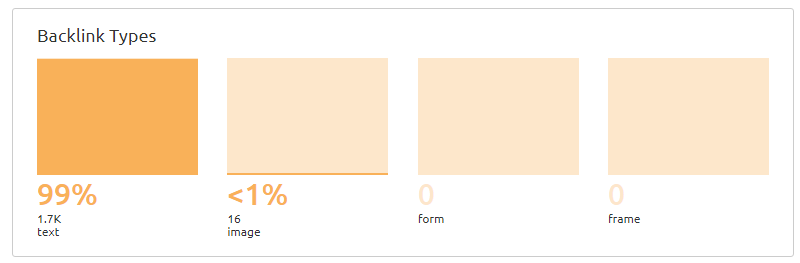 Backlink Types
99%
1.7K
text
<1%
16
image
0
form
0
frame